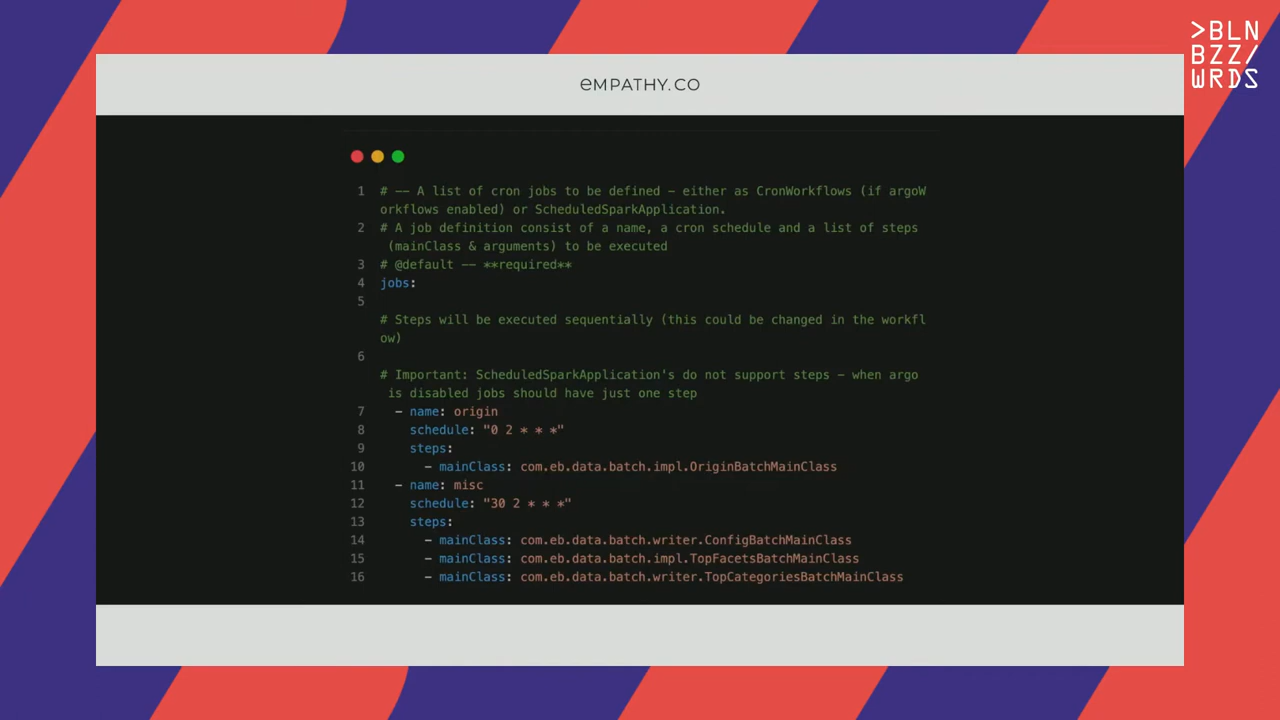 >BLN
BZZ/
WRDS
eMPATHY.CO
1 # -- A list of cron jobs to be defined - either as CronWorkflows (if argoW
orkflows enabled) or ScheduledSparkApplication.
2 # A job definition consist of a name, a cron schedule and a list of steps
(mainClass & arguments) to be executed
3 # @default -- **required**
4 jobs:
5
# Steps will be executed sequentially (this could be changed in the workfl
ow)
6
# Important: ScheduledSparkApplication's do not support steps - when argo
is disabled jobs should have just one step
7 - name: origin
8 schedule: "0 2 * * *"
9 steps:
10 - mainClass: com.eb.data.batch.impl.OriginBatchMainClass
11 - name: misc
12 schedule: "30 2 * * *"
13 steps:
14 - mainClass: com.eb.data.batch.writer.ConfigBatchMainClass
15 - mainClass: com.eb.data.batch.impl.TopFacetsBatchMainClass
16 - mainClass: com.eb.data.batch.writer.TopCategoriesBatchMainClass